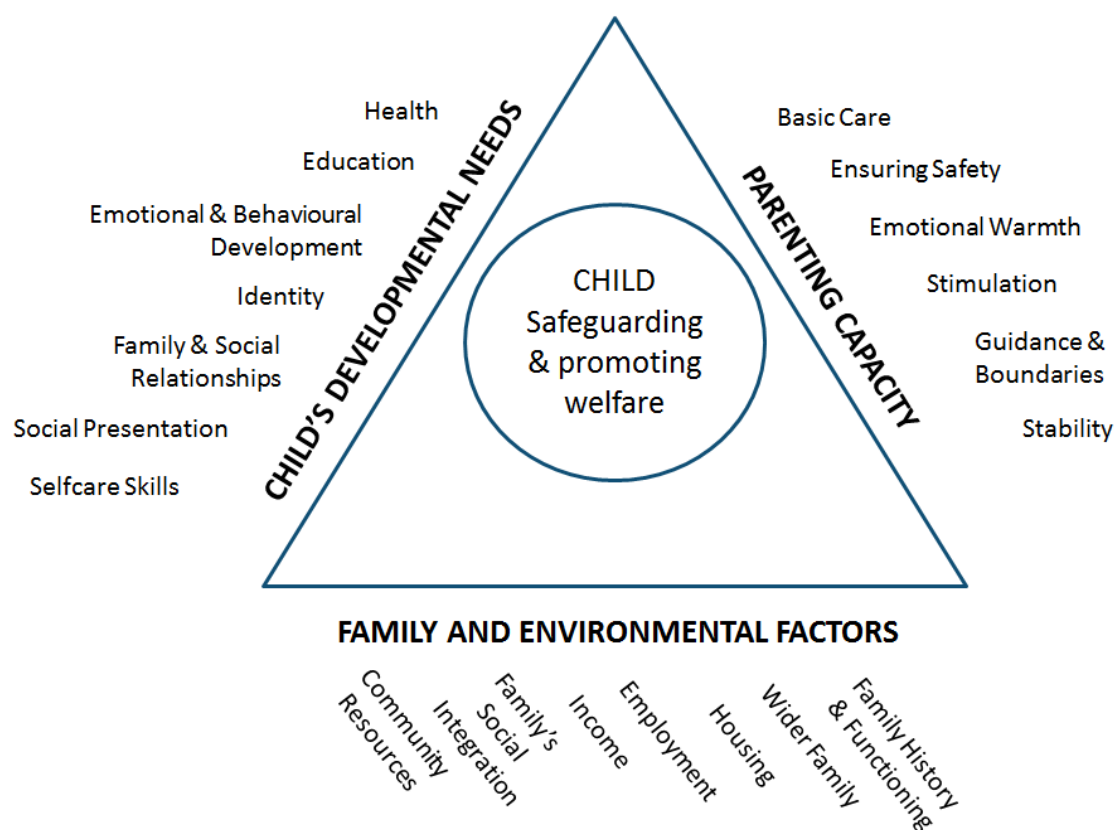 Health
Education
Emotional & Behavioural
Development
Identity
Family & Social
Relationships
Social Presentation
Selfcare Skills
CHILD'S DEVELOPMENTAL NEEDS
CHILD
Safeguarding
& promoting
welfare
PARENTING CAPACITY
Basic Care
Ensuring Safety
Emotional Warmth
Stimulation
Guidance &
Boundaries
Stability
FAMILY AND ENVIRONMENTAL FACTORS
Community
Resources
Family's
Social
Integration
Income
Employment
Housing
Wider Family
Family History
& Functioning